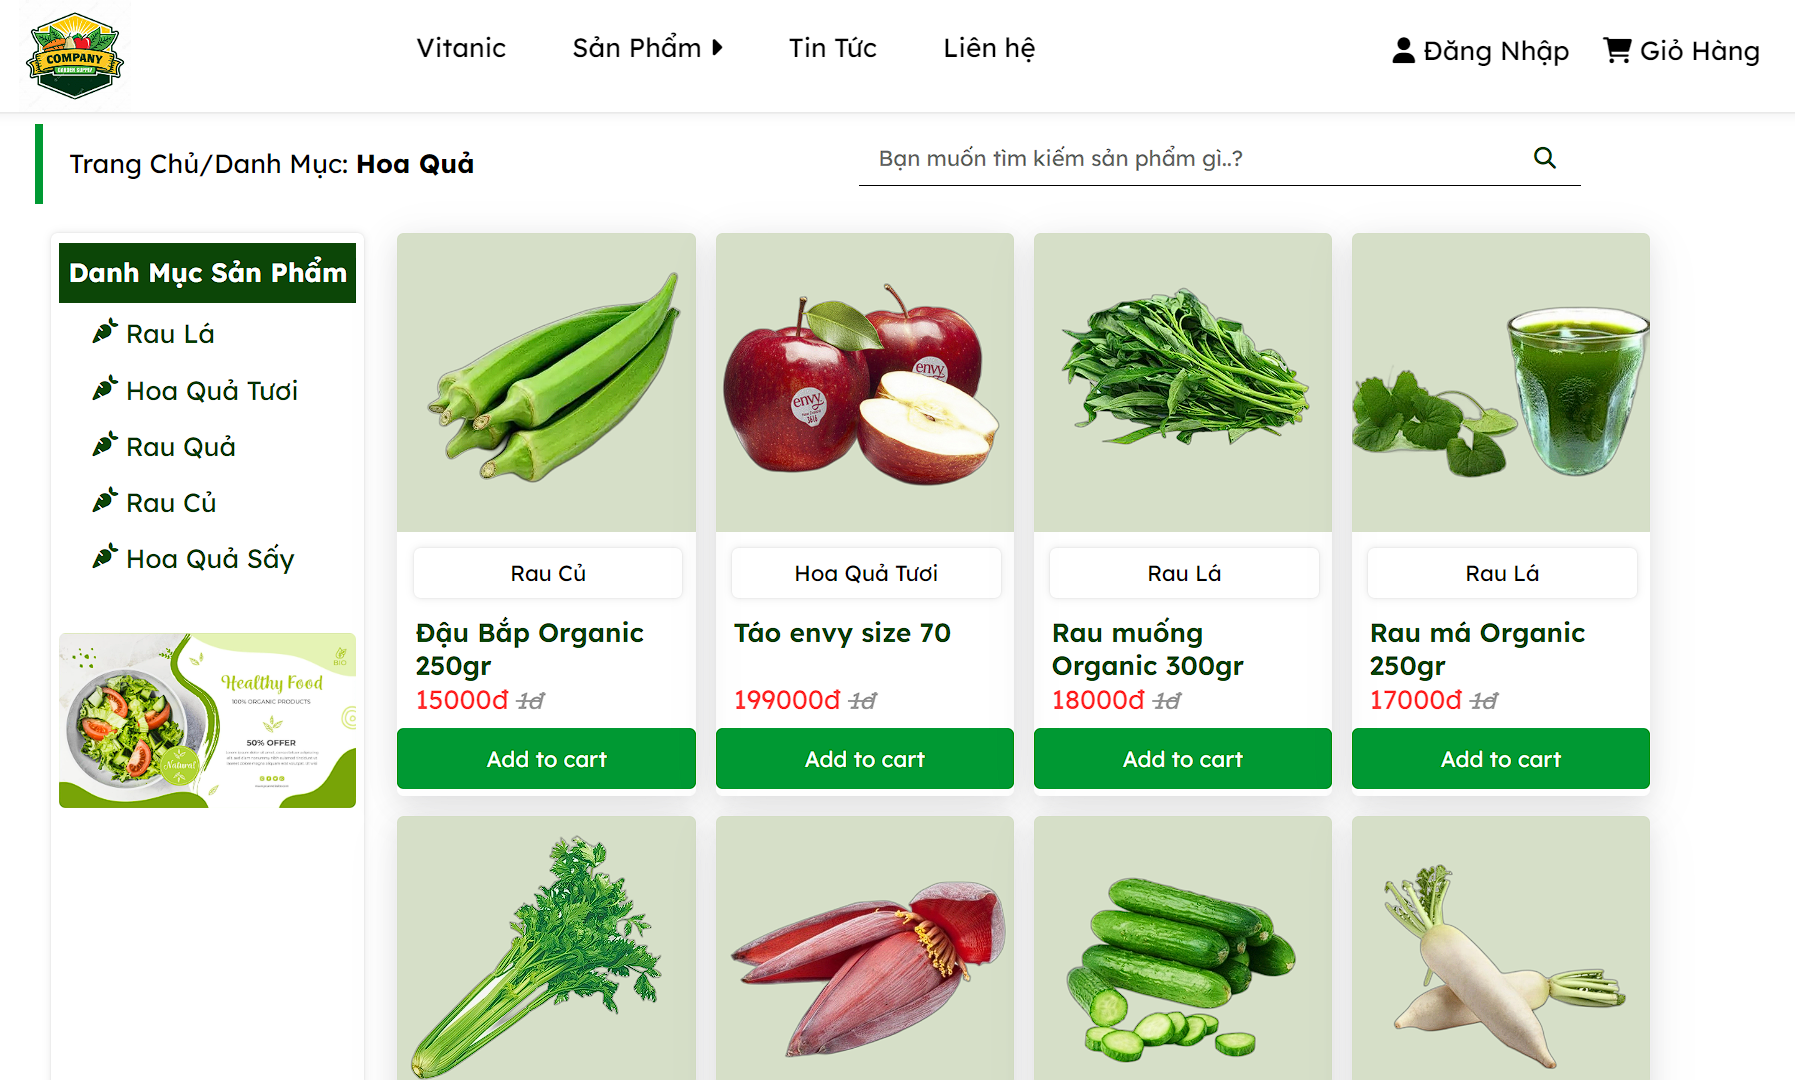 COMPANY
GARDEN SUPPLY
Vitanic
Sản Phẩm
Tin Tức
Liên hệ
Đăng Nhập
Giỏ Hàng
Trang Chủ/Danh Mục: Hoa Quả
Bạn muốn tìm kiếm sản phẩm gì..?
Danh Mục Sản Phẩm
Rau Lá
Hoa Quả Tươi
Rau Quả
Rau Củ
Hoa Quả Sấy
BIO
Healthy Food
100% ORGANIC PRODUCTS
50% OFFER
Natural
envy
envy
Rau Củ
Đậu Bắp Organic
250gr
15000đ 1đ
Add to cart
Hoa Quả Tươi
Táo envy size 70
199000đ 1đ
Add to cart
Rau Lá
Rau muống
Organic 300gr
18000đ 1đ
Add to cart
Rau Lá
Rau má Organic
250gr
17000đ 1đ
Add to cart